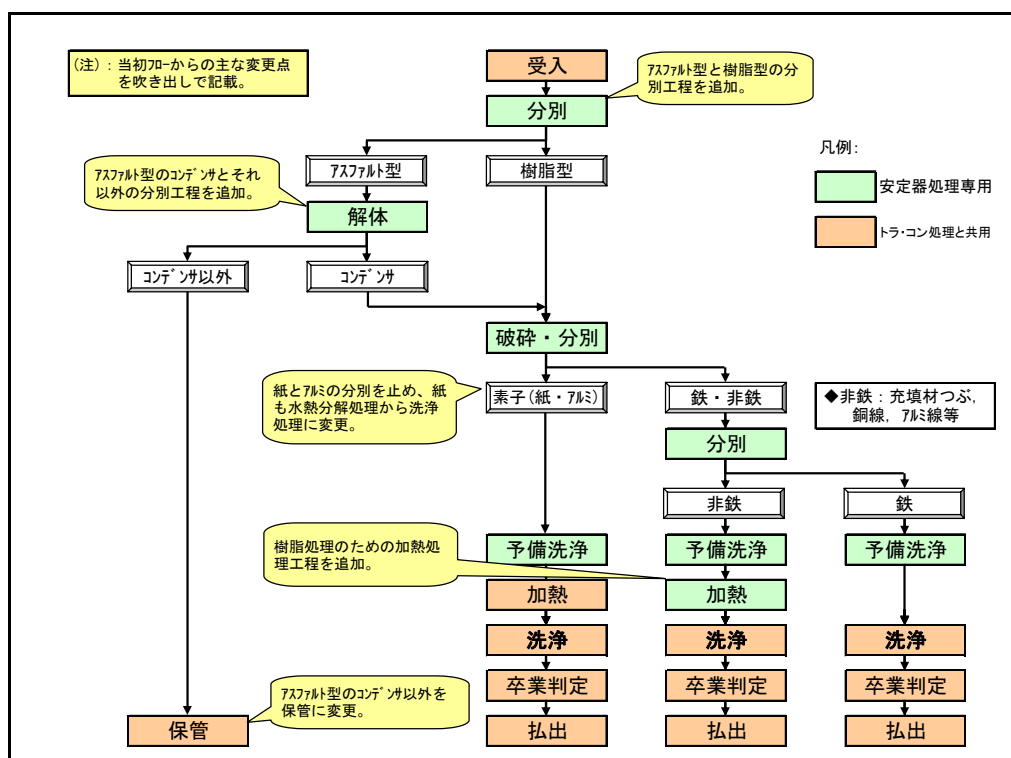 (注)：当初ﾌﾛｰからの主な変更点
を吹き出しで記載。
受入
ｱｽﾌｧﾙﾄ型と樹脂型の分
別工程を追加。
分別
凡例:
ｱｽﾌｧﾙﾄ型のｺﾝﾃﾞﾝｻとそれ
以外の分別工程を追加。
ｱｽﾌｧﾙﾄ型
樹脂型
安定器処理専用
解体
トラ・コン処理と共用
ｺﾝﾃﾞﾝｻ以外
ｺﾝﾃﾞﾝｻ
破砕・分別
紙とｱﾙﾐの分別を止め、紙
も水熱分解処理から洗浄
処理に変更。
素子(紙・ｱﾙﾐ)
鉄・非鉄
◆非鉄：充填材つぶ，
銅線，ｱﾙﾐ線等
分別
非鉄
鉄
樹脂処理のための加熱処
理工程を追加。
予備洗浄
予備洗浄
予備洗浄
加熱
加熱
洗浄
洗浄
洗浄
卒業判定
卒業判定
卒業判定
ｱｽﾌｧﾙﾄ型のｺﾝﾃﾞﾝｻ以外を
保管に変更。
保管
払出
払出
払出